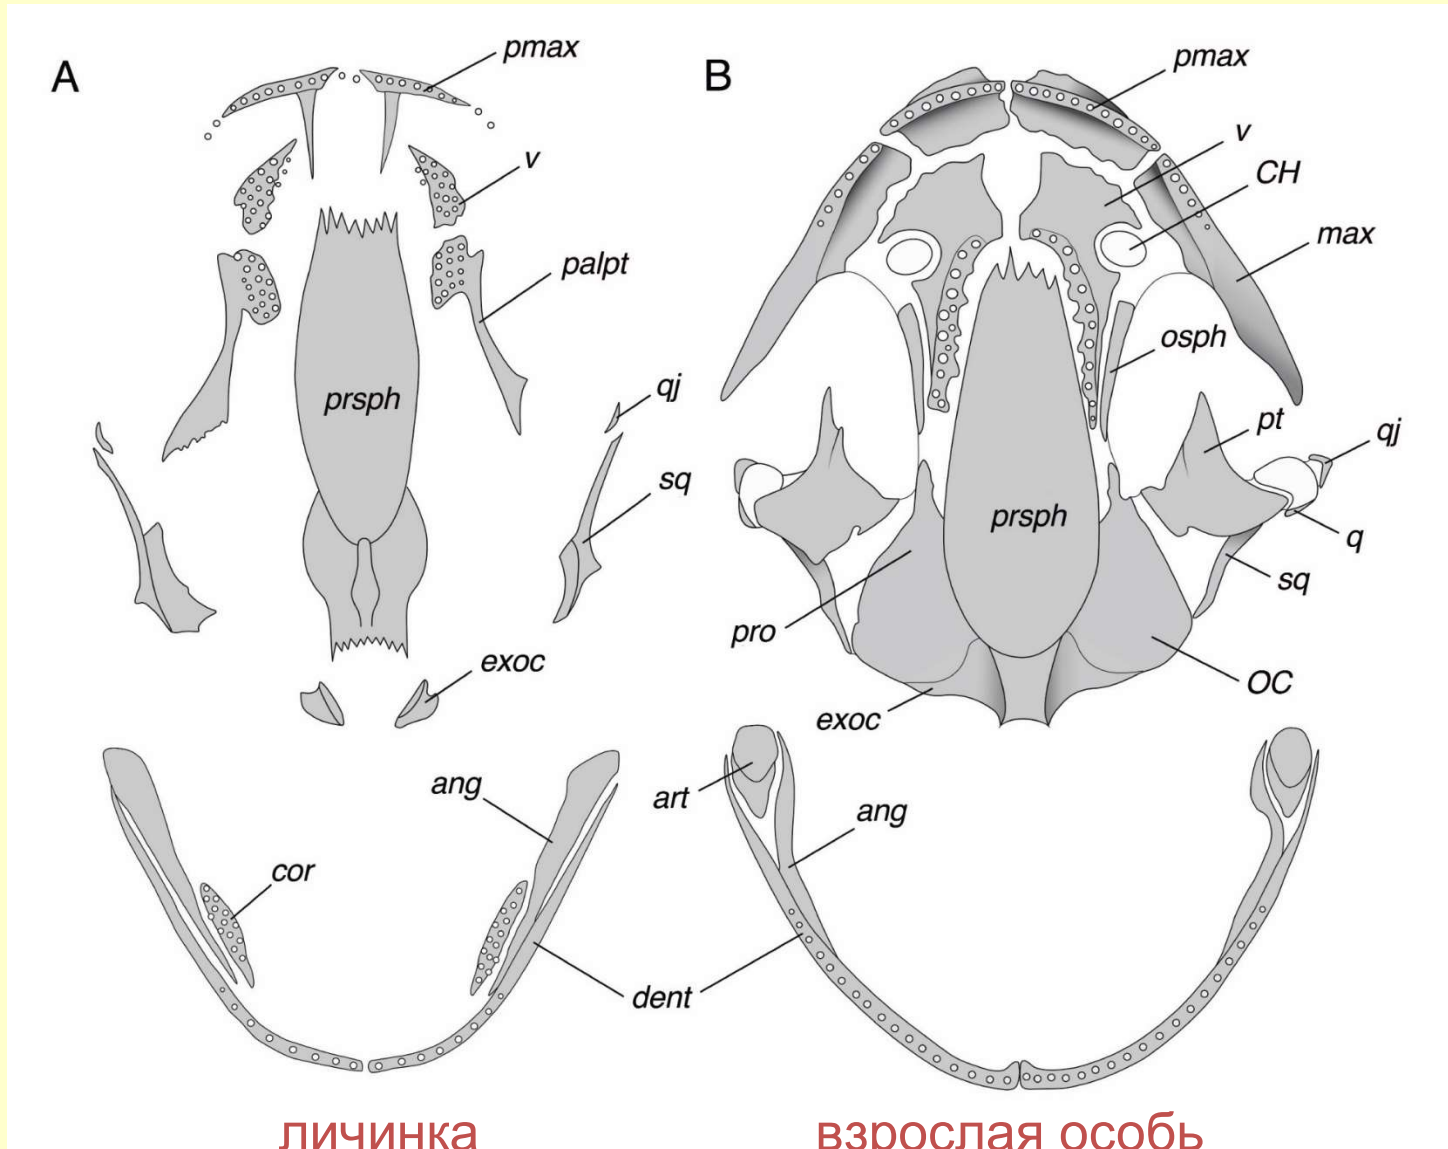 A
pmax
v
palpt
prsph
qj
sq
exoc
ang
cor
dent
личинка
B
pmax
v
CH
max
osph
pt
qj
prsph
q
sq
pro
OC
exoc
art
ang
взрослая особь